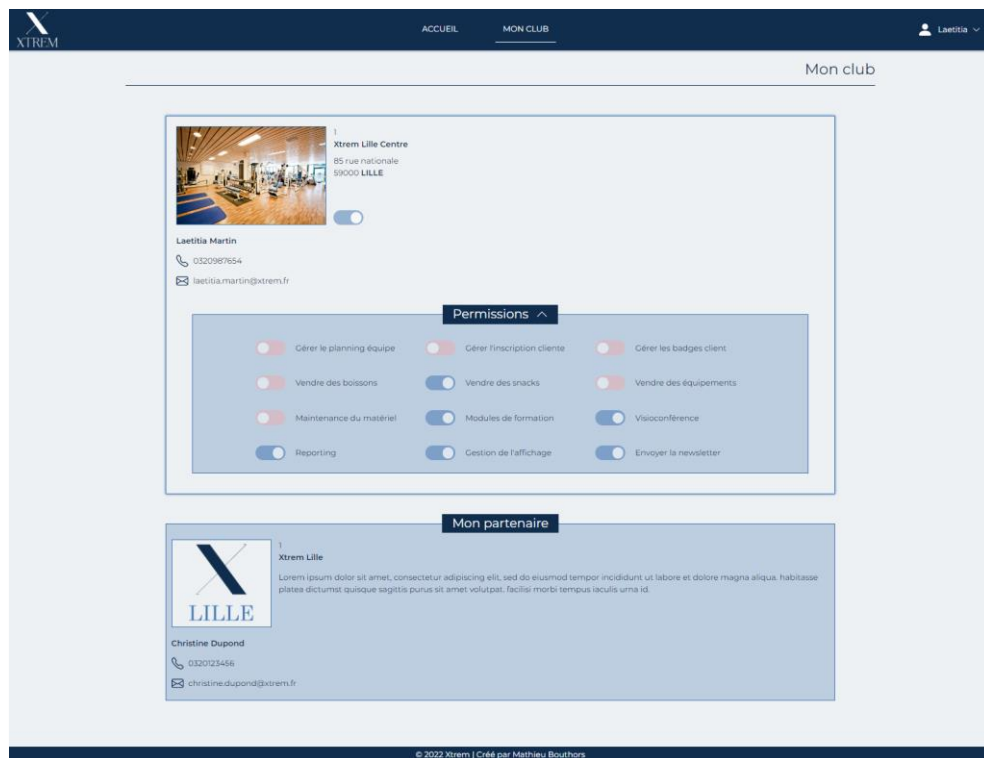 XTREM
ACCUEIL
MON CLUB
Laetitia
Mon club
1
Xtrem Lille Centre
85 rue nationale
59000 LILLE
Laetitia Martin
0320987654
laetitia.martin@xtrem.fr
Permissions
Gérer le planning équipe
Gérer l'inscription cliente
Gérer les badges client
Vendre des boissons
Vendre des snacks
Vendre des équipements
Maintenance du matériel
Modules de formation
Visioconférence
Reporting
Gestion de l'affichage
Envoyer la newsletter
Mon partenaire
LILLE
1
Xtrem Lille
Lorem ipsum dolor sit amet, consectetur adipiscing elit, sed do eiusmod tempor incididunt ut labore et dolore magna aliqua. habitasse
platea dictumst quisque sagittis purus sit amet volutpat. facilisi morbi tempus iaculis urna id.
Christine Dupond
0320123456
christine.dupond@xtrem.fr
© 2022 Xtrem | Créé par Mathieu Bouthors